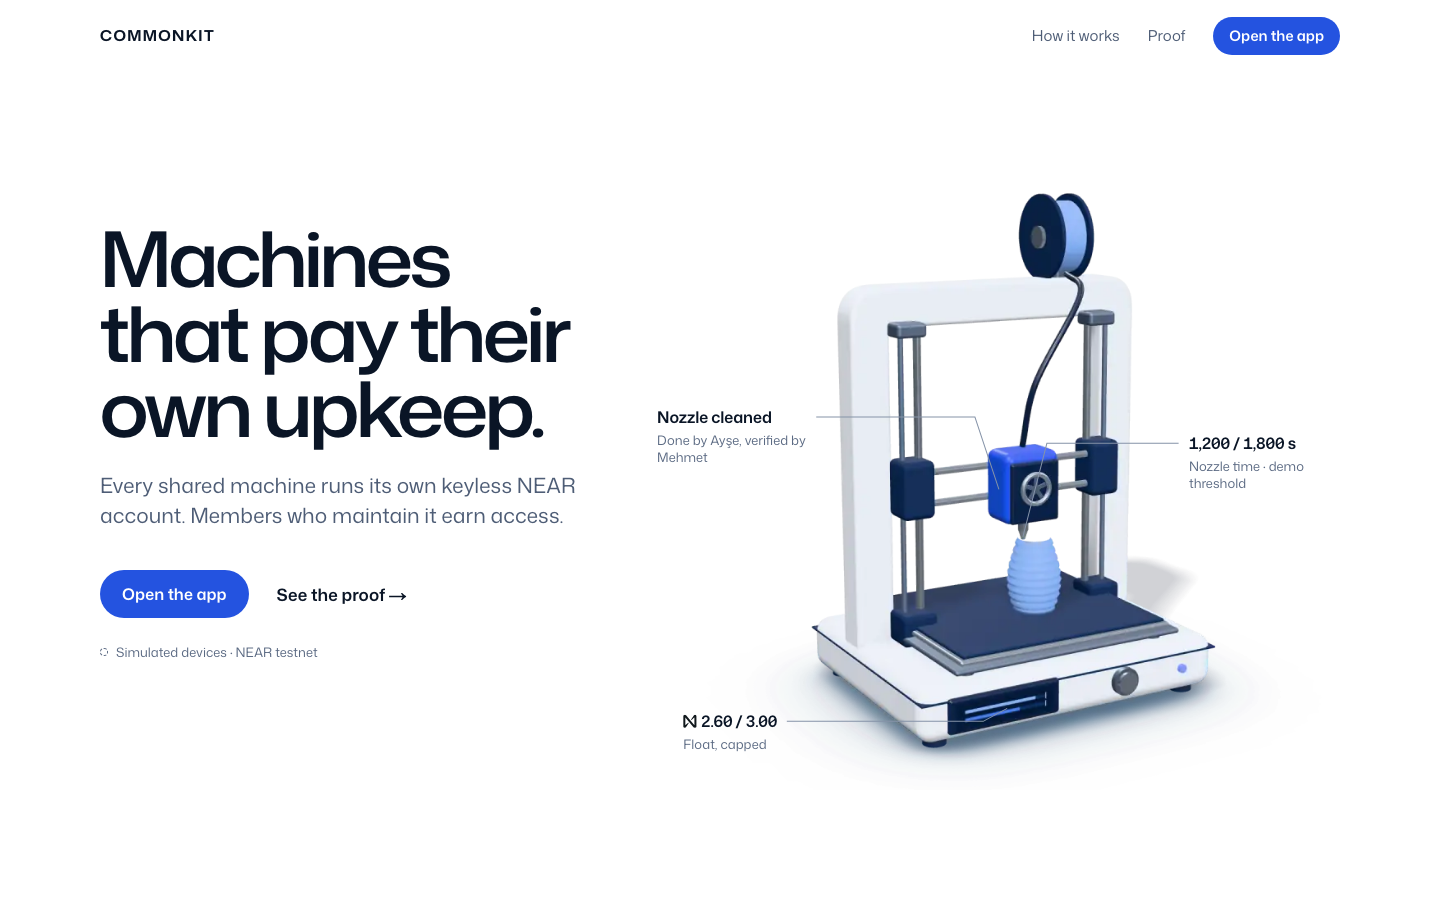 COMMONKIT
How it works
Proof
Open the app
Machines
that pay their
own upkeep.
Every shared machine runs its own keyless NEAR
account. Members who maintain it earn access.
Open the app
See the proof →
Simulated devices · NEAR testnet
Nozzle cleaned
Done by Ayşe, verified by
Mehmet
1,200 / 1,800 s
Nozzle time · demo
threshold
2.60 / 3.00
Float, capped